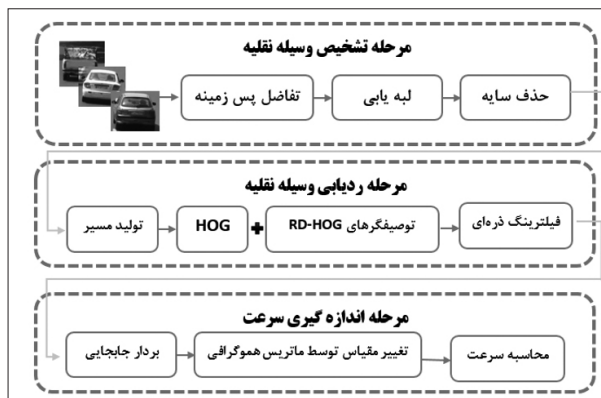 مرحله تشخیص وسیله نقلیه
تفاضل پس زمینه
لبه یابی
حذف سایه
مرحله ردیابی وسیله نقلیه
تولید مسیر
HOG
+
توصیفگرهای RD-HOG
فیلترینگ ذره‌ای
مرحله اندازه گیری سرعت
بردار جابجایی
تغییر مقیاس توسط ماتریس هموگرافی
محاسبه سرعت